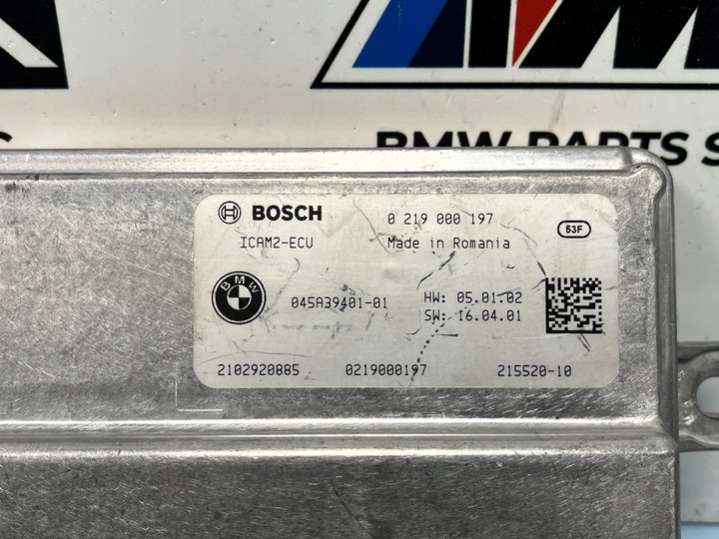 BMW PARTS S
BOSCH 0 219 000 197
ICAM2-ECU Made in Romania 53F
BMW 045A39401-01 HW: 05.01.02
SW: 16.04.01
2102920885 0219000197 215520-10